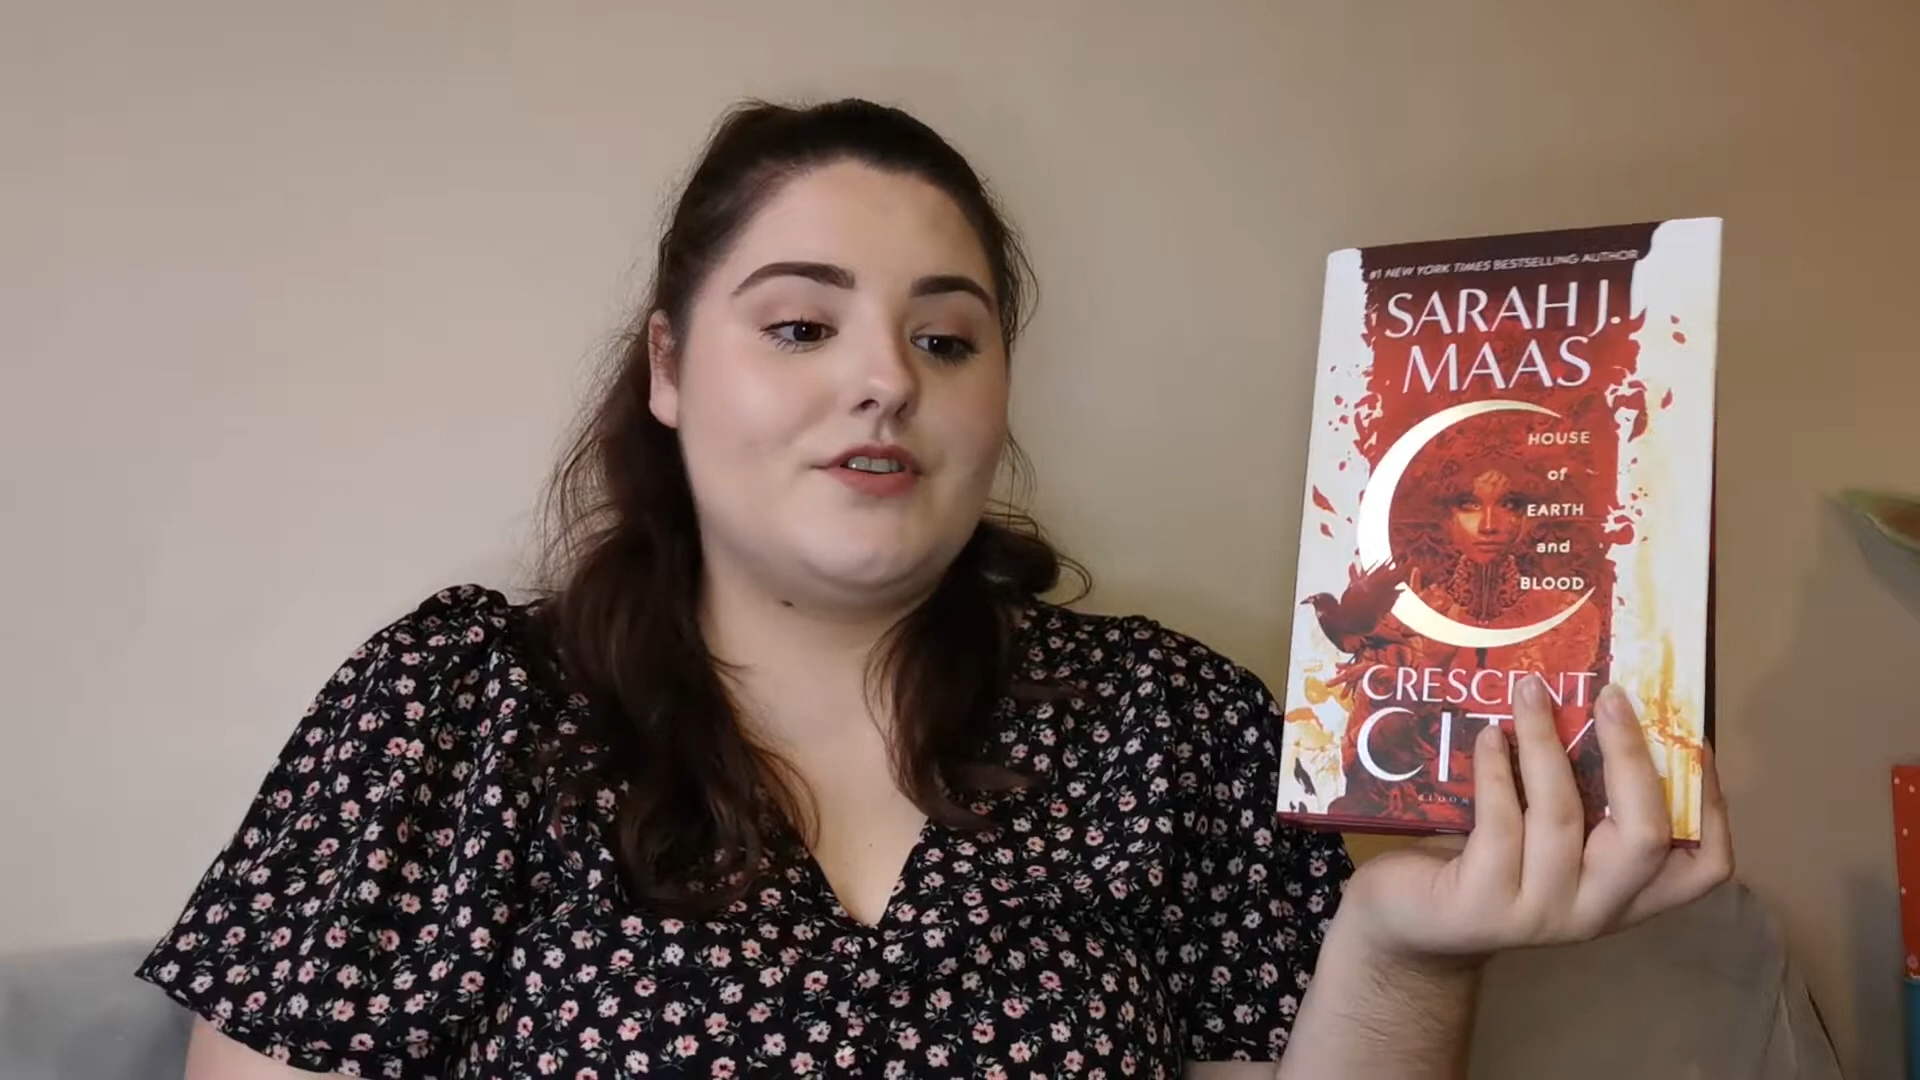 #1 NEW YORK TIMES BESTSELLING AUTHOR
SARAH J.
MAAS
HOUSE
of
EARTH
and
BLOOD
CRESCENT